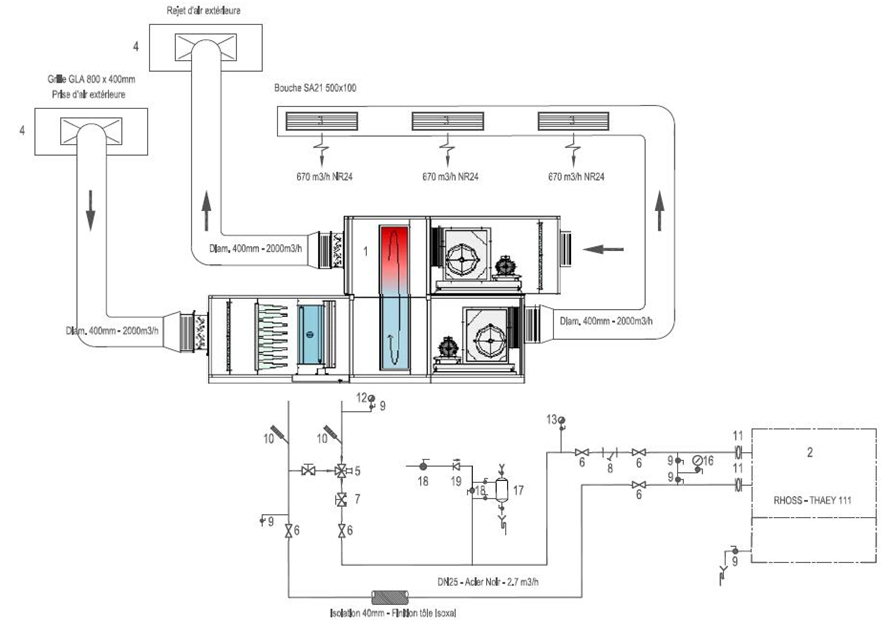 Rejet d'air extérieure
4
Grille GLA 800 x 400mm
Prise d'air extérieure
4
Bouche SA21 500x100
3
3
3
670 m3/h NR24
670 m3/h NR24
670 m3/h NR24
Diam. 400mm - 2000m3/h
1
Diam. 400mm - 2000m3/h
Diam. 400mm - 2000m3/h
12
9
10
10
13
11
2
6
8
6
9
16
5
18
19
18
17
9
11
7
6
RHOSS - THAEY 111
9
6
6
9
DN25 - Acier Noir - 2.7 m3/h
Isolation 40mm - Finition tôle Isoxal